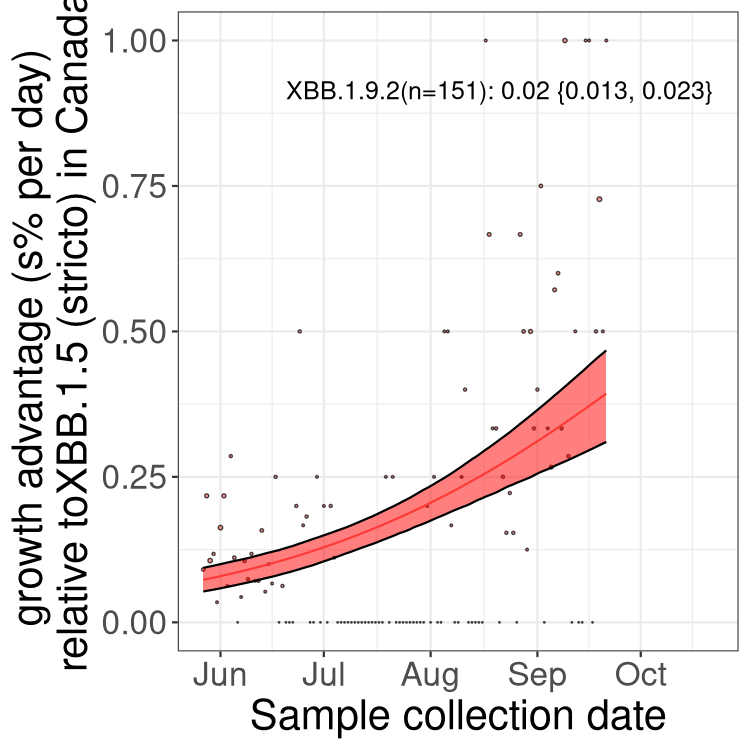 growth advantage (s% per day)
relative toXBB.1.5 (stricto) in Canada
1.00
0.75
0.50
0.25
0.00
XBB.1.9.2(n=151): 0.02 {0.013, 0.023}
Jun Jul Aug Sep Oct
Sample collection date